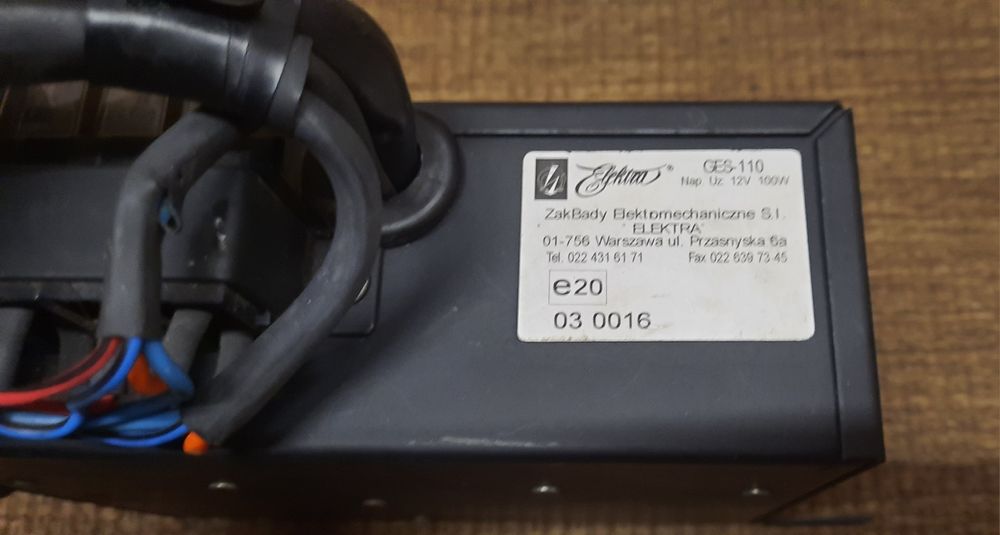 Elektra® GES-110
Nap. Uz. 12V 100W
ZakBady Elektomechaniczne S.I.
"ELEKTRA"
01-756 Warszawa ul. Przasnyska 6a
Tel. 022 431 61 71 Fax 022 639 73 45
e20
03 0016